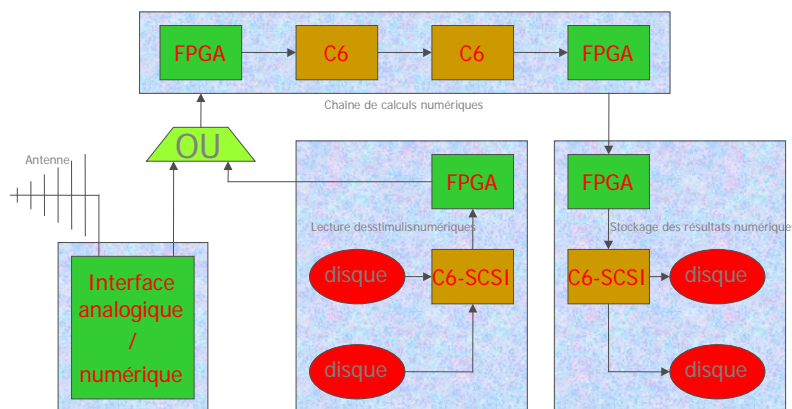 FPGA
C6
C6
FPGA
Chaîne de calculs numériques
OU
Antenne
FPGA
FPGA
Lecture desstimulisnumériques
Stockage des résultats numérique
disque
C6-SCSI
C6-SCSI
disque
Interface
analogique
/
numérique
disque
disque